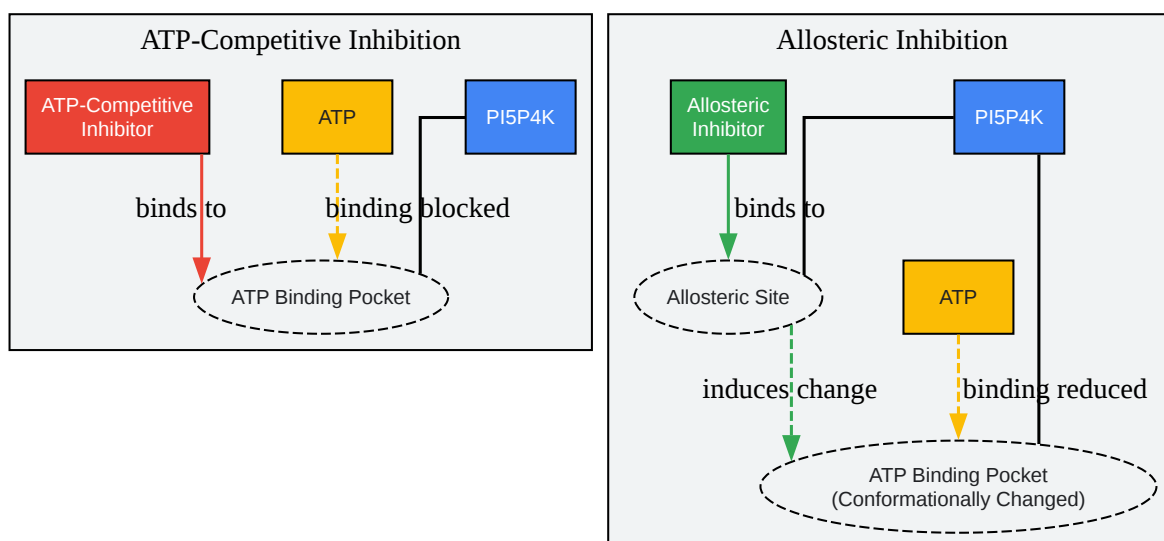 ATP-Competitive Inhibition
ATP-Competitive
Inhibitor
ATP
PI5P4K
binds to
binding blocked
ATP Binding Pocket
Allosteric Inhibition
Allosteric
Inhibitor
PI5P4K
binds to
Allosteric Site
ATP
induces change
binding reduced
ATP Binding Pocket
(Conformationally Changed)